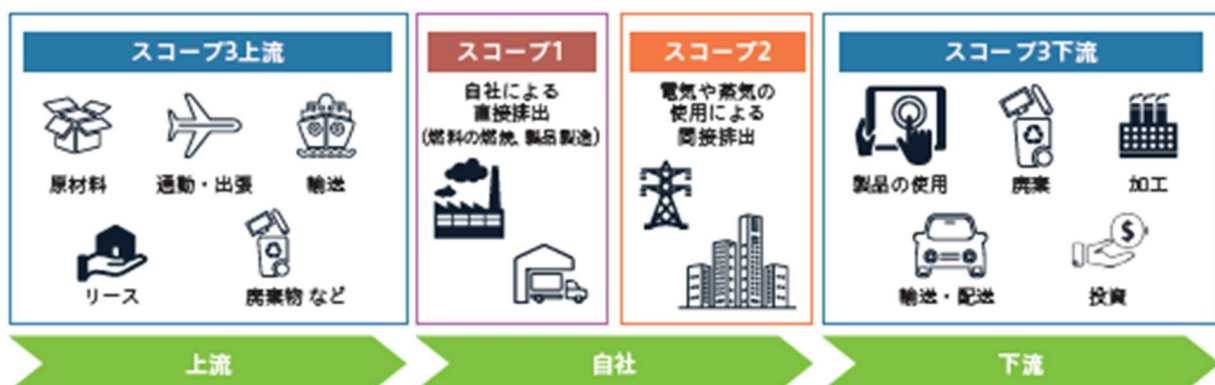 スコープ3上流
原材料
通動・出張
輸送
リース
廃棄物 など
スコープ1
自社による
直接排出
(燃料の燃焼、製品製造)
スコープ2
電気や蒸気の
使用による
間接排出
スコープ3下流
製品の使用
廃棄
加工
輸送・配送
投資
$
上流
自社
下流